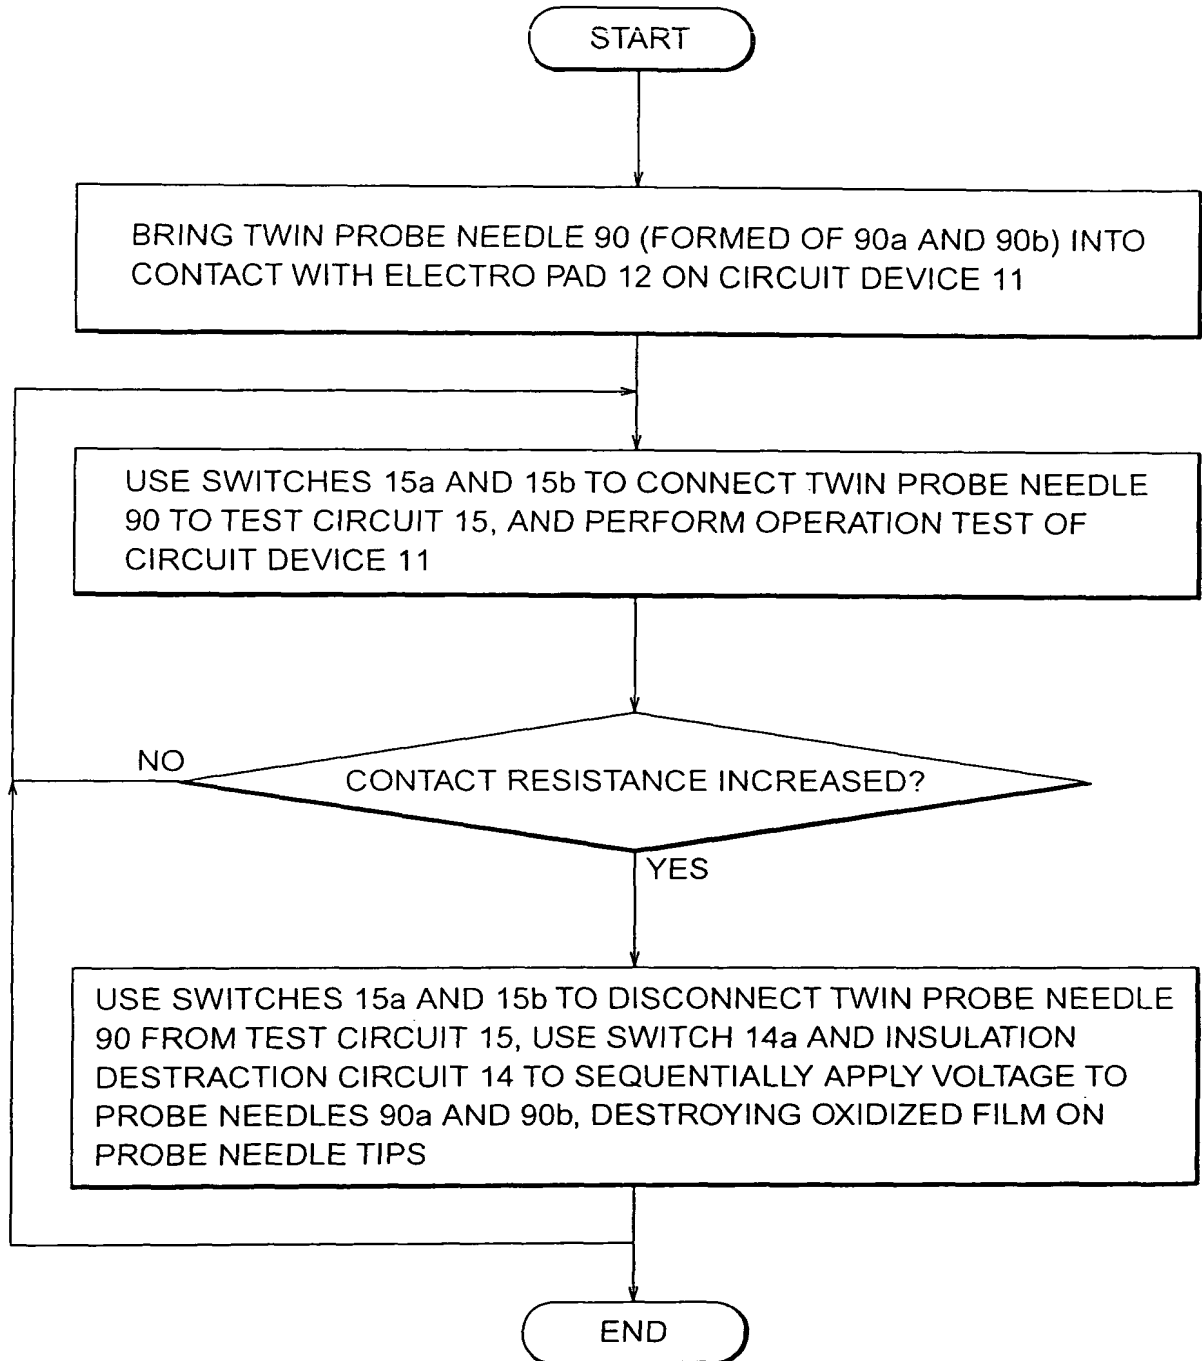 START
BRING TWIN PROBE NEEDLE 90 (FORMED OF 90a AND 90b) INTO
CONTACT WITH ELECTRO PAD 12 ON CIRCUIT DEVICE 11
USE SWITCHES 15a AND 15b TO CONNECT TWIN PROBE NEEDLE
90 TO TEST CIRCUIT 15, AND PERFORM OPERATION TEST OF
CIRCUIT DEVICE 11
NO
CONTACT RESISTANCE INCREASED?
YES
USE SWITCHES 15a AND 15b TO DISCONNECT TWIN PROBE NEEDLE
90 FROM TEST CIRCUIT 15, USE SWITCH 14a AND INSULATION
DESTRACTION CIRCUIT 14 TO SEQUENTIALLY APPLY VOLTAGE TO
PROBE NEEDLES 90a AND 90b, DESTROYING OXIDIZED FILM ON
PROBE NEEDLE TIPS
END